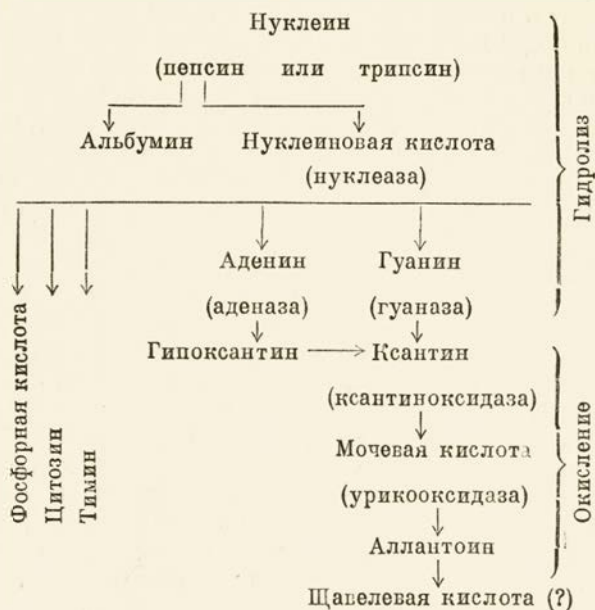 Нуклеин
(пепсин или трипсин)
Альбумин Нуклеиновая кислота
(нуклеаза)
Гидролиз
Аденин Гуанин
(аденаза) (гуаназа)
Гипоксантин Ксантин
Фосфорная кислота
Цитозин
Тимин
(ксантиноксидаза)
Мочевая кислота
(урикооксидаза)
Окисление
Аллантоин
Щавелевая кислота (?)